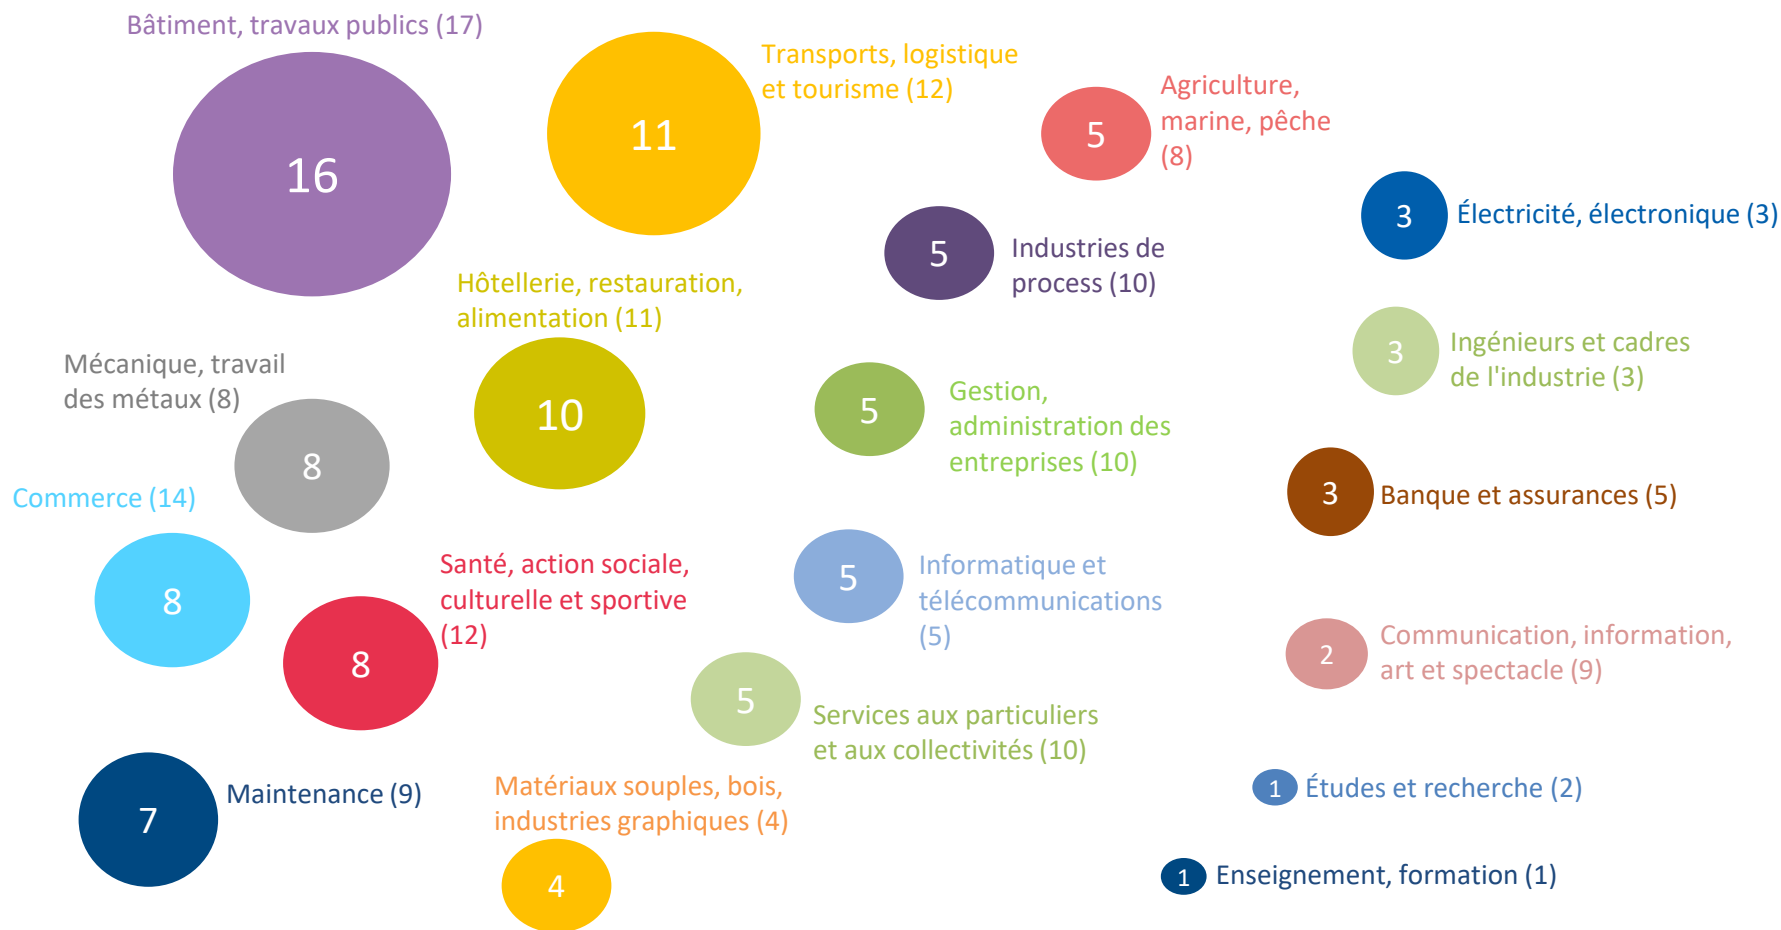 Bâtiment, travaux publics (17)
16
Transports, logistique
et tourisme (12)
11
Agriculture,
marine, pêche
(8)
5
3
Électricité, électronique (3)
5
Industries de
process (10)
Hôtellerie, restauration,
alimentation (11)
10
3
Ingénieurs et cadres
de l'industrie (3)
Mécanique, travail
des métaux (8)
8
5
Gestion,
administration des
entreprises (10)
Commerce (14)
8
3
Banque et assurances (5)
Santé, action sociale,
culturelle et sportive
(12)
8
5
Informatique et
télécommunications
(5)
2
Communication, information,
art et spectacle (9)
5
Services aux particuliers
et aux collectivités (10)
7
Maintenance (9)
Matériaux souples, bois,
industries graphiques (4)
4
1
Études et recherche (2)
1
Enseignement, formation (1)